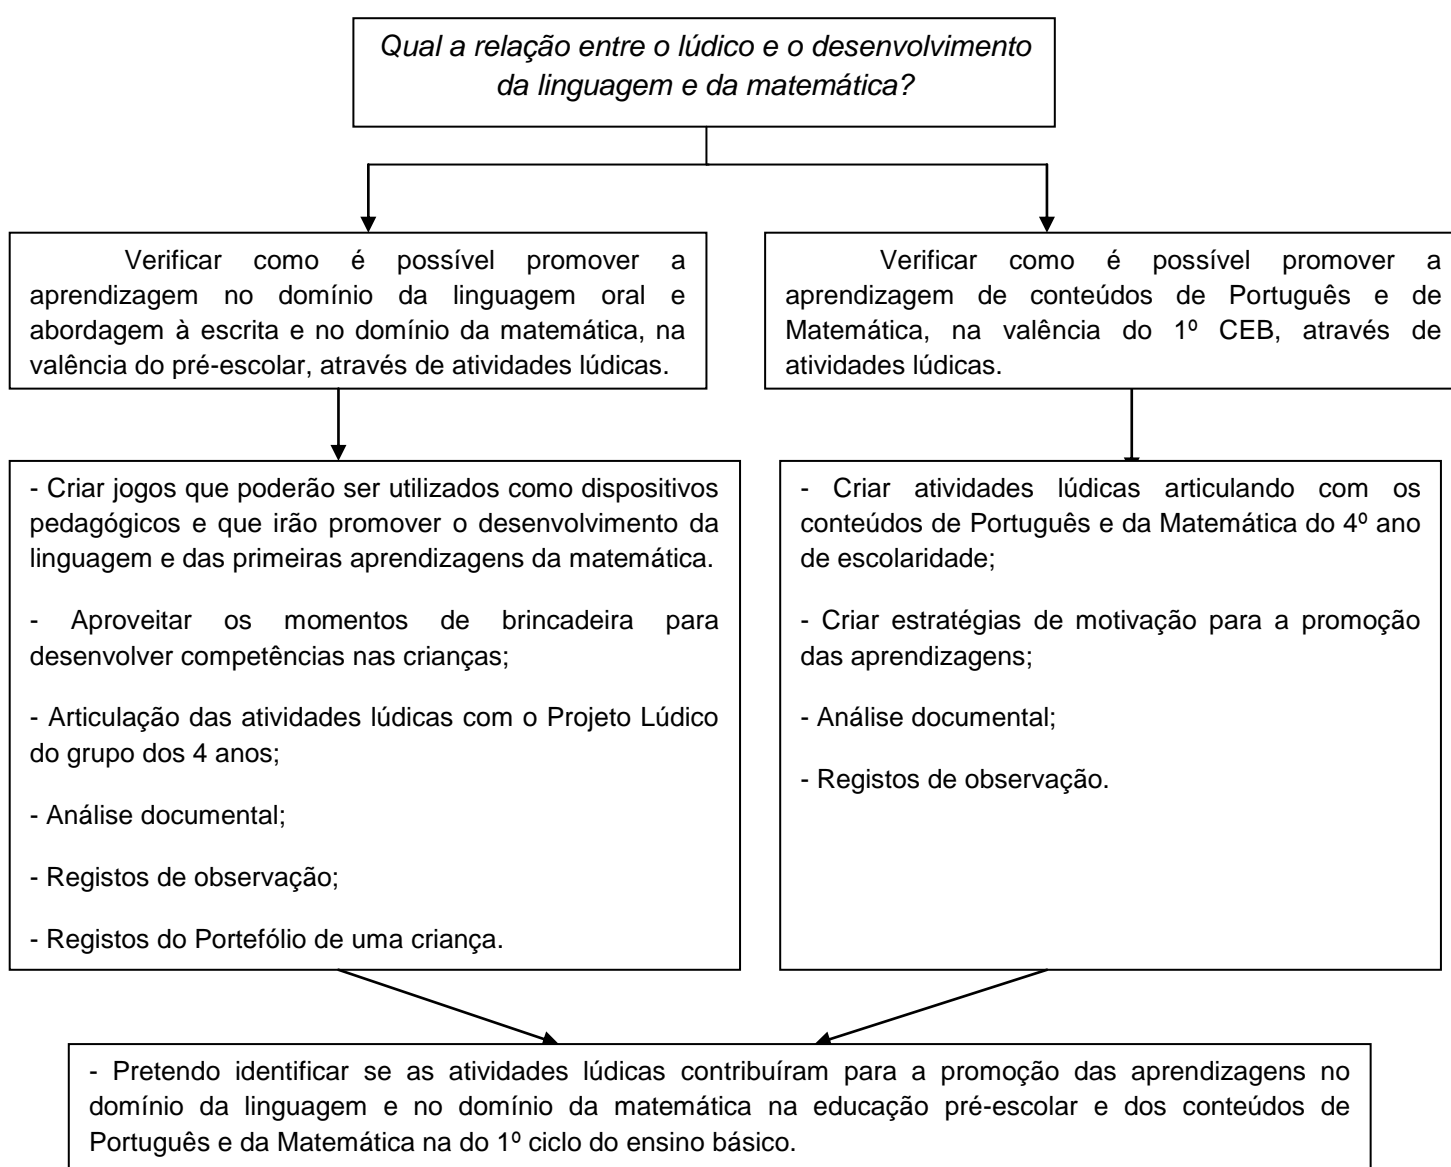 Qual a relação entre o lúdico e o desenvolvimento
da linguagem e da matemática?
Verificar como é possível promover a
aprendizagem no domínio da linguagem oral e
abordagem à escrita e no domínio da matemática, na
valência do pré-escolar, através de atividades lúdicas.
Verificar como é possível promover a
aprendizagem de conteúdos de Português e de
Matemática, na valência do 1º CEB, através de
atividades lúdicas.
- Criar jogos que poderão ser utilizados como dispositivos
pedagógicos e que irão promover o desenvolvimento da
linguagem e das primeiras aprendizagens da matemática.
- Aproveitar os momentos de brincadeira para
desenvolver competências nas crianças;
- Articulação das atividades lúdicas com o Projeto Lúdico
do grupo dos 4 anos;
- Análise documental;
- Registos de observação;
- Registos do Portefólio de uma criança.
- Criar atividades lúdicas articulando com os
conteúdos de Português e da Matemática do 4º ano
de escolaridade;
- Criar estratégias de motivação para a promoção
das aprendizagens;
- Análise documental;
- Registos de observação.
- Pretendo identificar se as atividades lúdicas contribuíram para a promoção das aprendizagens no
domínio da linguagem e no domínio da matemática na educação pré-escolar e dos conteúdos de
Português e da Matemática na do 1º ciclo do ensino básico.